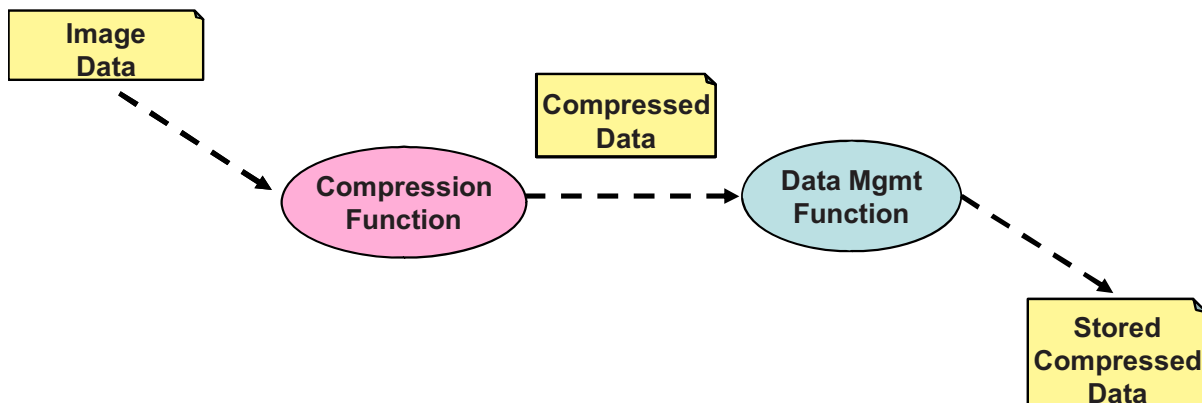 Image
Data
Compressed
Data
Compression
Function
Data Mgmt
Function
Stored
Compressed
Data